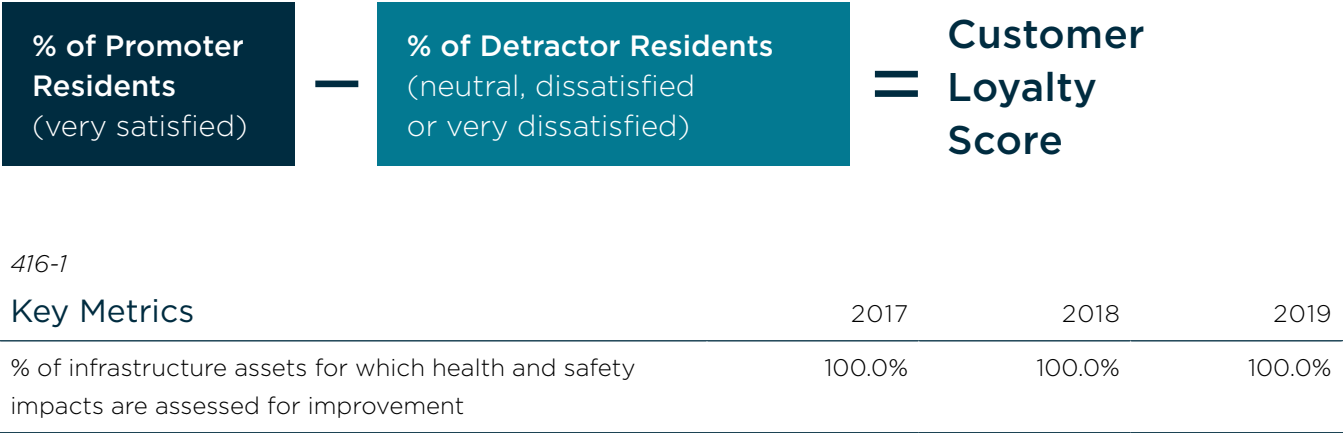 % of Promoter
Residents
(very satisfied)
–
% of Detractor Residents
(neutral, dissatisfied
or very dissatisfied)
=
Customer
Loyalty
Score
416-1
Key Metrics 2017 2018 2019
% of infrastructure assets for which health and safety 100.0% 100.0% 100.0%
impacts are assessed for improvement